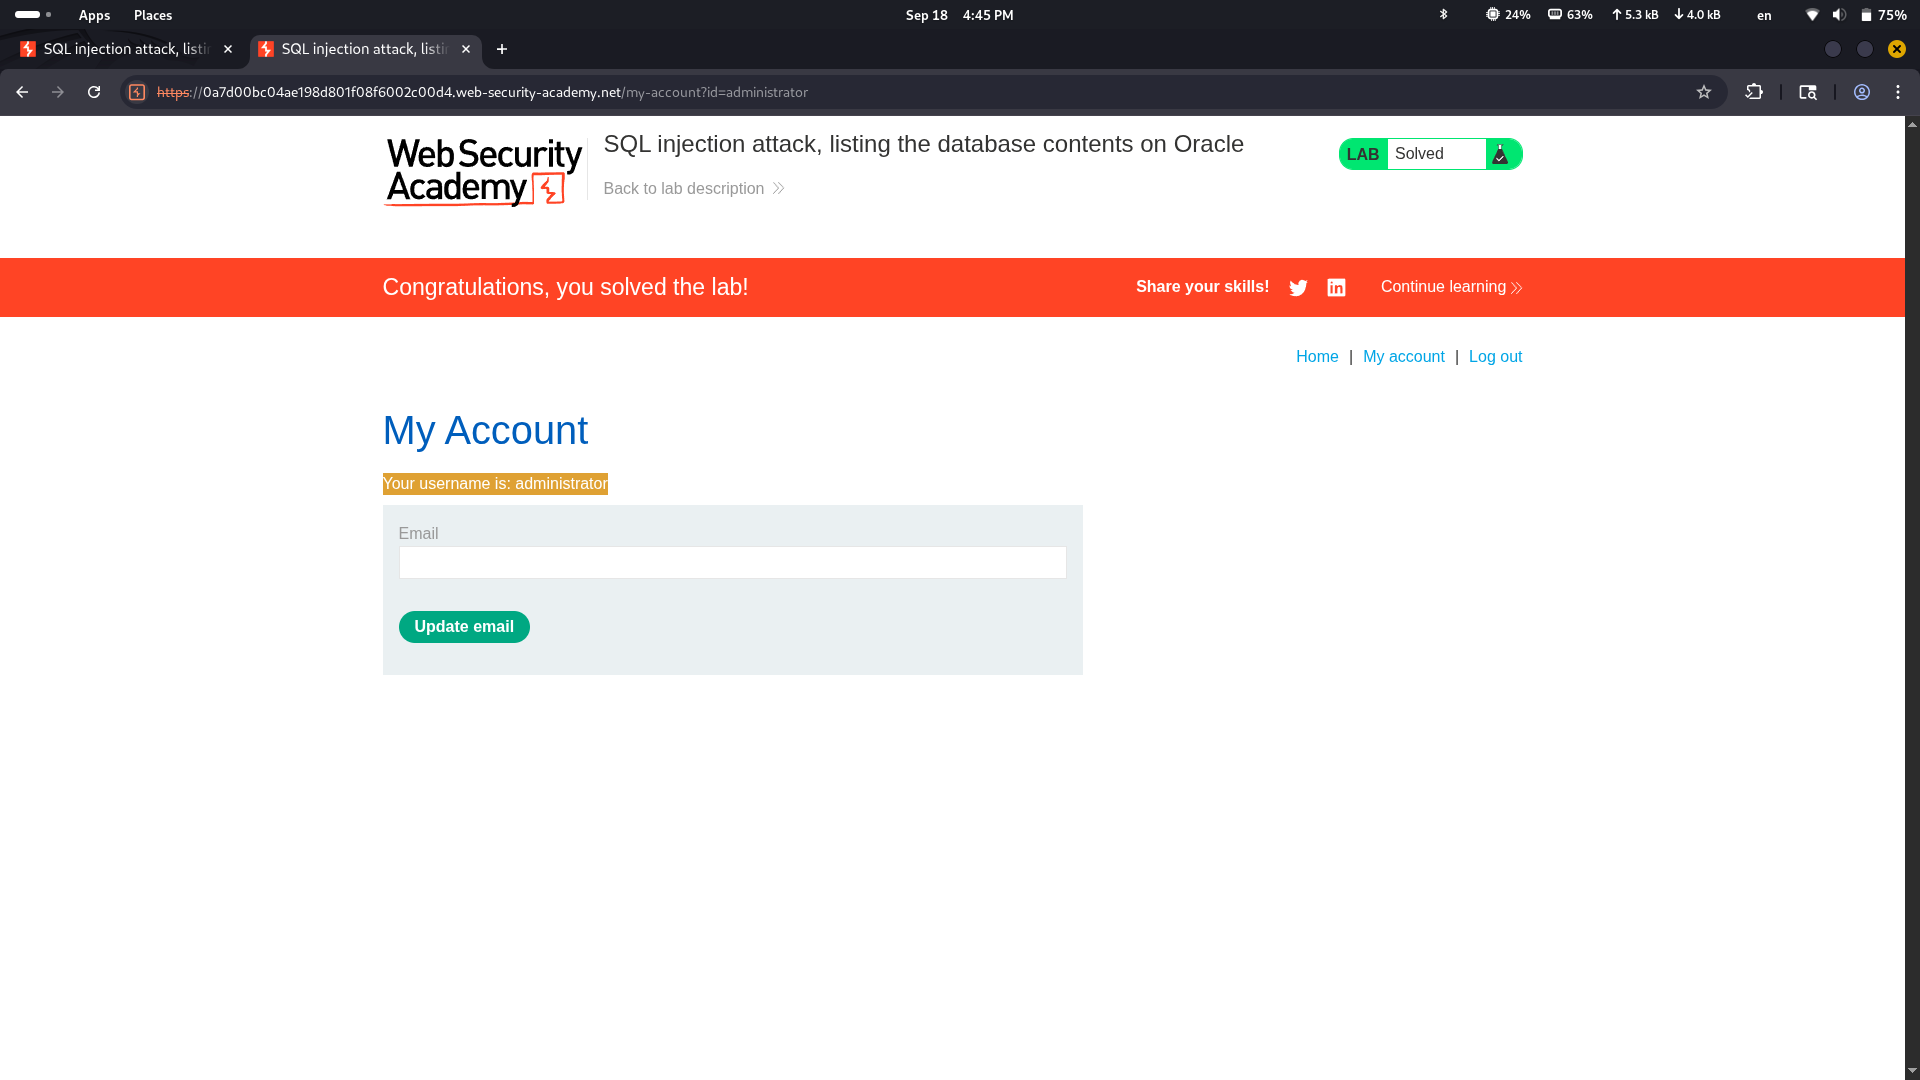 Apps Places Sep 18 4:45 PM 24% 63% 5.3 kB 4.0 kB en 75%
SQL injection attack, listin SQL injection attack, listin
https://0a7d00bc04ae198d801f08f6002c00d4.web-security-academy.net/my-account?id=administrator
Web Security
Academy
SQL injection attack, listing the database contents on Oracle
Back to lab description
LAB Solved
Congratulations, you solved the lab! Share your skills! Continue learning
Home | My account | Log out
My Account
Your username is: administrator
Email
Update email